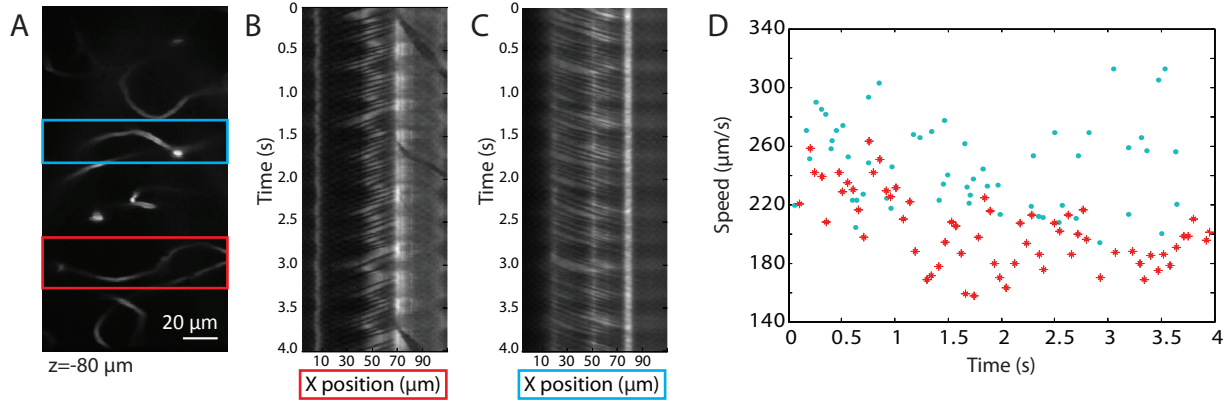 A
20 µm
z=-80 µm
B
Time (s)
0
0.5
1.0
1.5
2.0
2.5
3.0
3.5
4.0
10 30 50 70 90
X position (µm)
C
Time (s)
0
0.5
1.0
1.5
2.0
2.5
3.0
3.5
4.0
10 30 50 70 90
X position (µm)
D
Speed (µm/s)
340
300
260
220
180
140
0 0.5 1 1.5 2 2.5 3 3.5 4
Time (s)